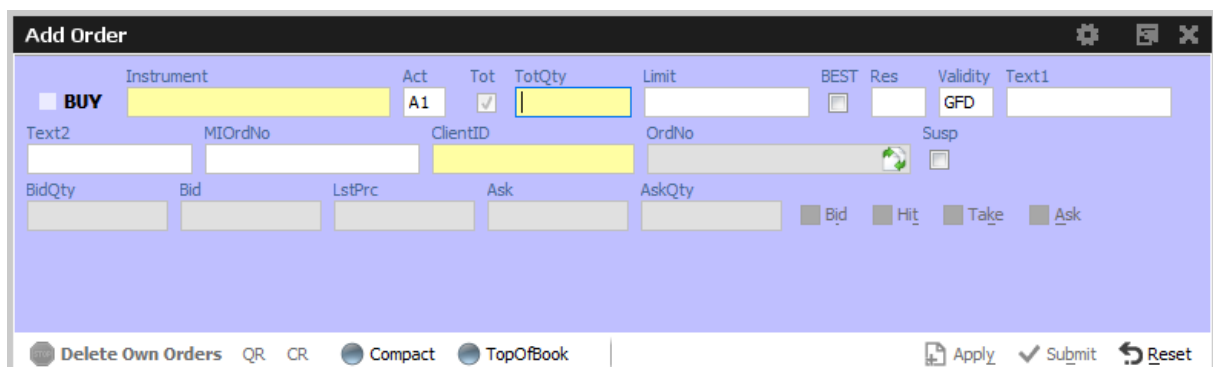 Add Order
Instrument Act Tot TotQty Limit BEST Res Validity Text1
BUY A1 GFD
Text2 MIOrdNo ClientID OrdNo Susp
BidQty Bid LstPrc Ask AskQty
Bid Hit Take Ask
Delete Own Orders QR CR Compact TopOfBook Apply Submit Reset